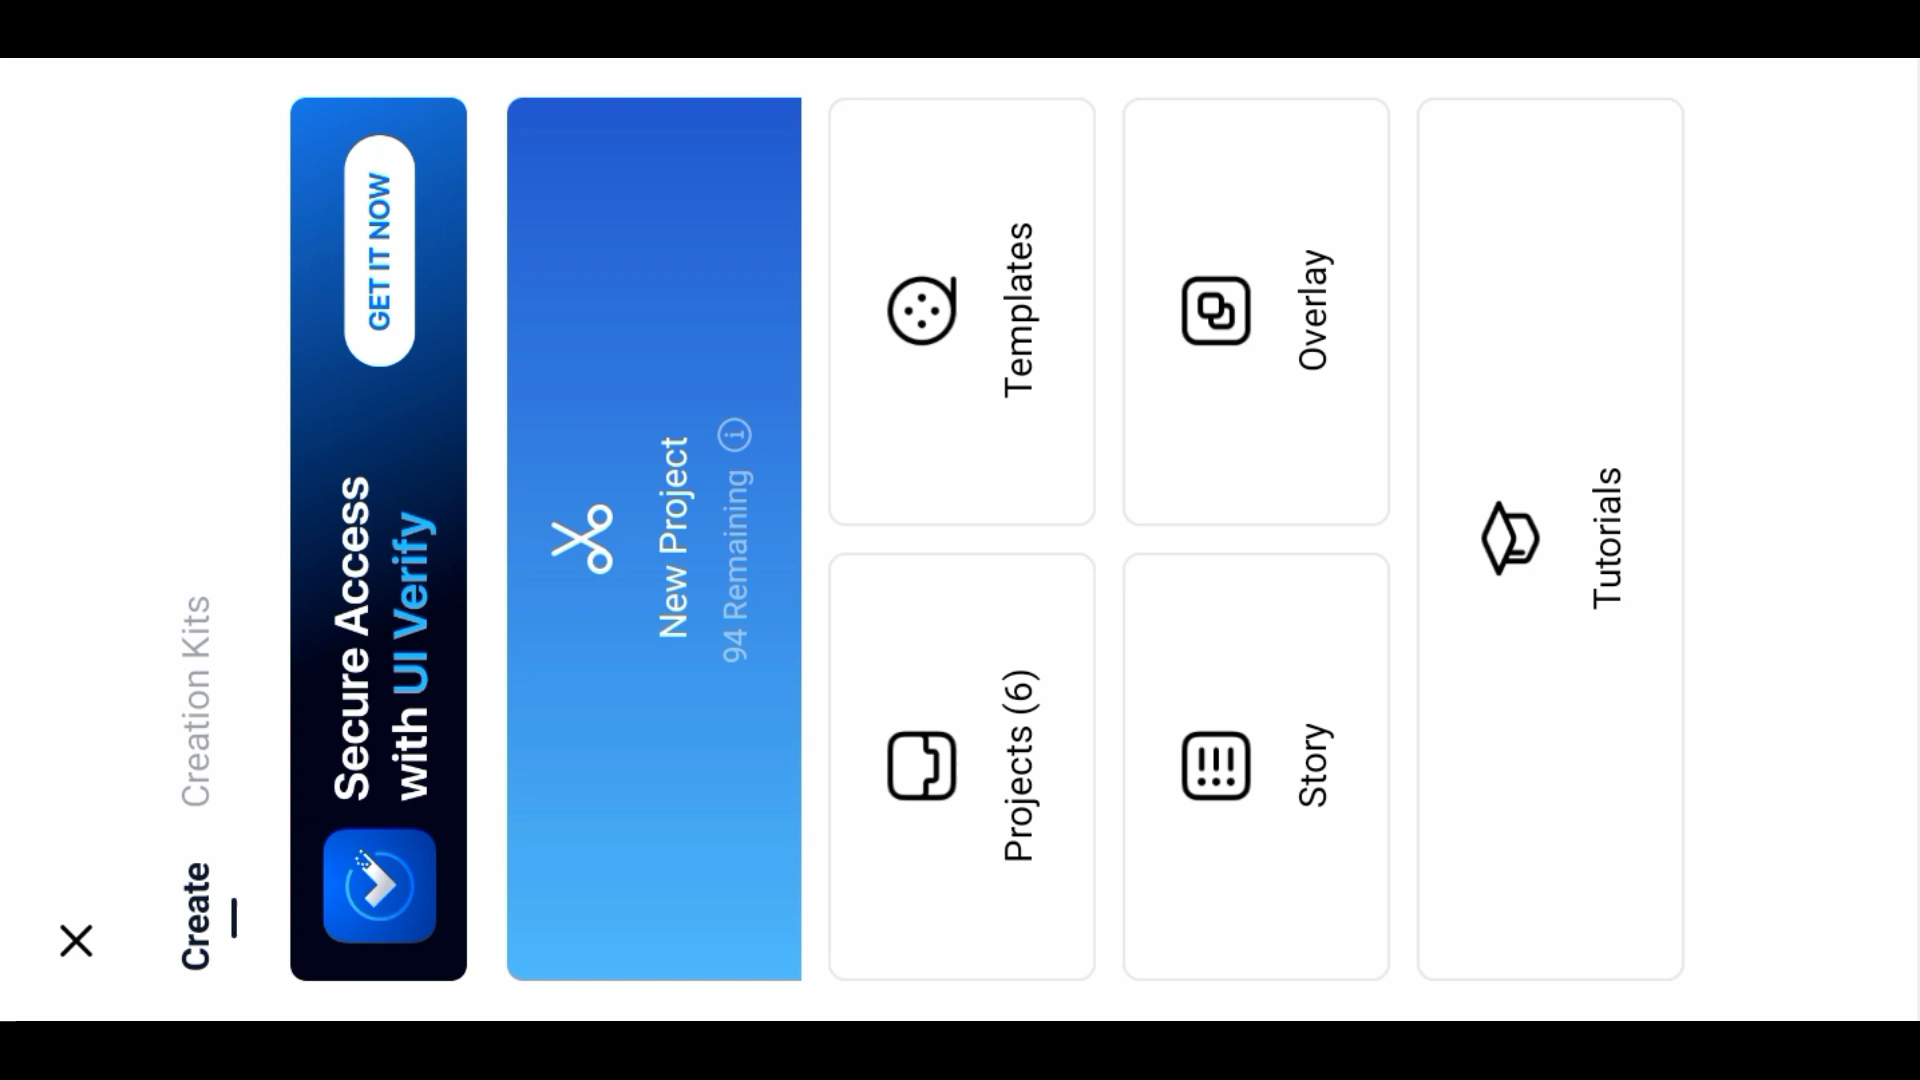 Create
Creation Kits
Secure Access
with UI Verify
GET IT NOW
New Project
94 Remaining
Projects (6)
Templates
Story
Overlay
Tutorials